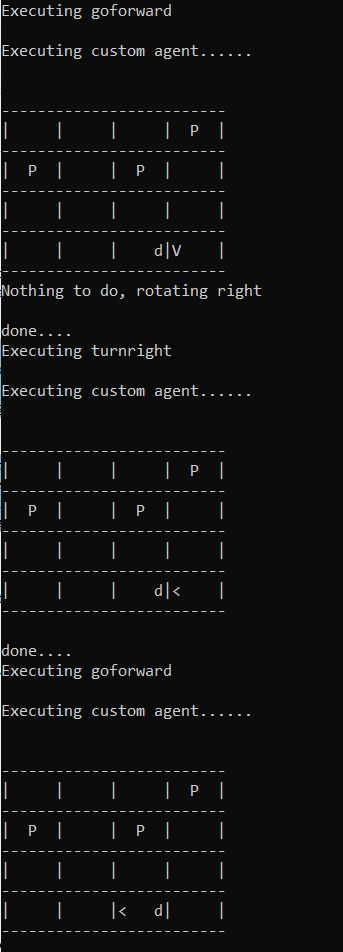 Executing goforward
Executing custom agent......
-------------------------
|     |     |     |  P  |
-------------------------
|  P  |     |  P  |     |
-------------------------
|     |     |     |     |
-------------------------
|     |     |    d|V    |
-------------------------
Nothing to do, rotating right
done....
Executing turnright
Executing custom agent......
-------------------------
|     |     |     |  P  |
-------------------------
|  P  |     |  P  |     |
-------------------------
|     |     |     |     |
-------------------------
|     |     |    d|<    |
-------------------------
done....
Executing goforward
Executing custom agent......
-------------------------
|     |     |     |  P  |
-------------------------
|  P  |     |  P  |     |
-------------------------
|     |     |     |     |
-------------------------
|     |     |<   d|     |
-------------------------